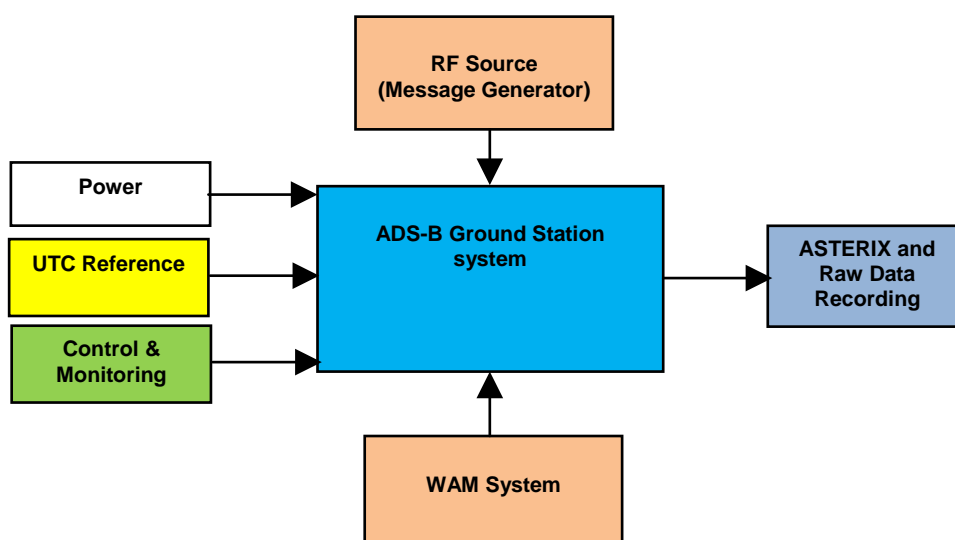 RF Source
(Message Generator)
Power
ADS-B Ground Station
system
UTC Reference
ASTERIX and
Raw Data
Recording
Control &
Monitoring
WAM System